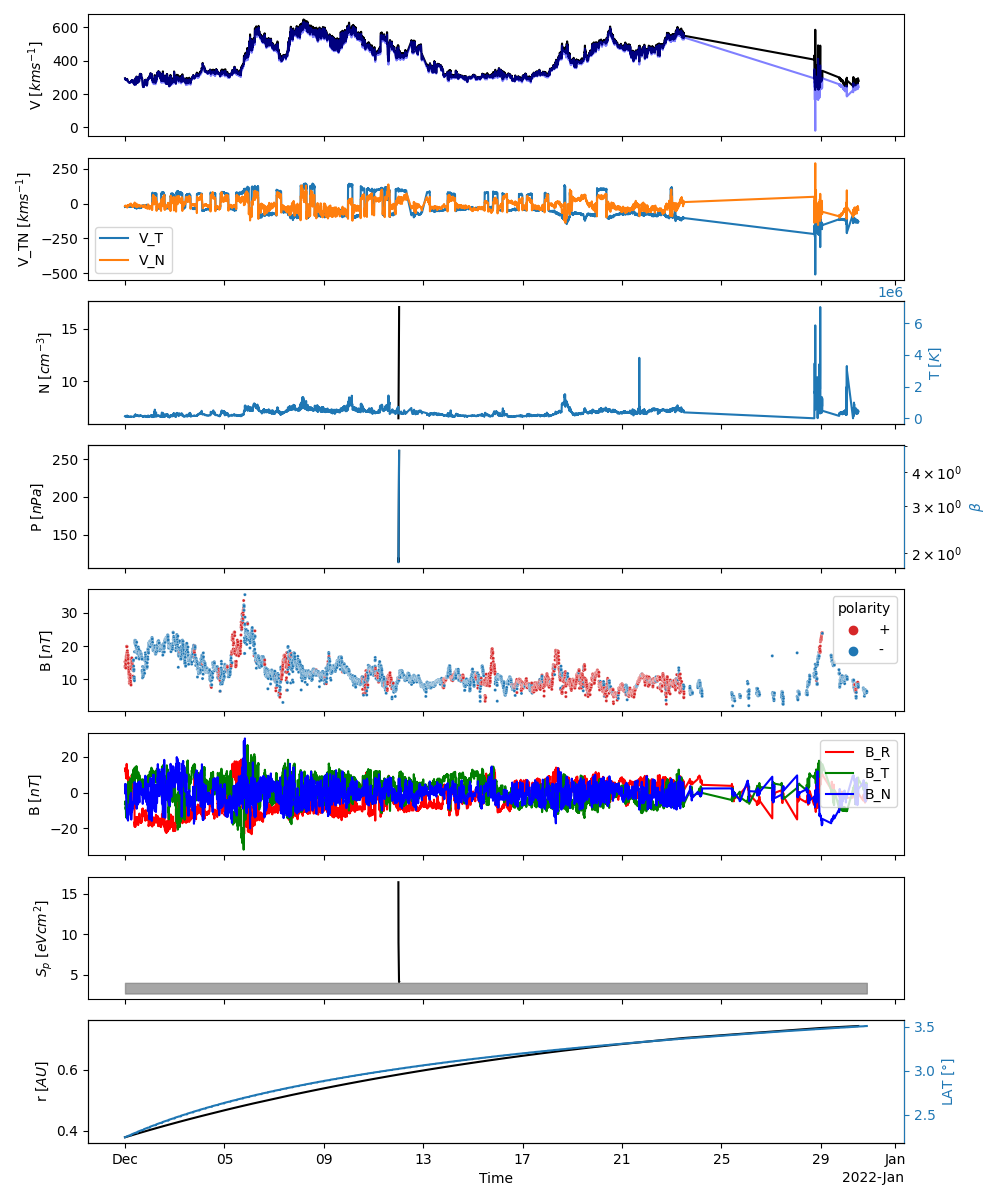 600
400
200
0
V [kms⁻¹]
250
0
−250
−500
V_TN [kms⁻¹]
V_T
V_N
1e6
15
10
N [cm⁻³]
6
4
2
0
T [K]
250
200
150
P [nPa]
4 × 10⁰
3 × 10⁰
2 × 10⁰
β
30
20
10
B [nT]
polarity
+
-
20
0
−20
B [nT]
B_R
B_T
B_N
15
10
5
Sₚ [eVcm²]
0.6
0.4
r [AU]
3.5
3.0
2.5
LAT [°]
Dec 05 09 13 17 21 25 29 Jan
Time
2022-Jan